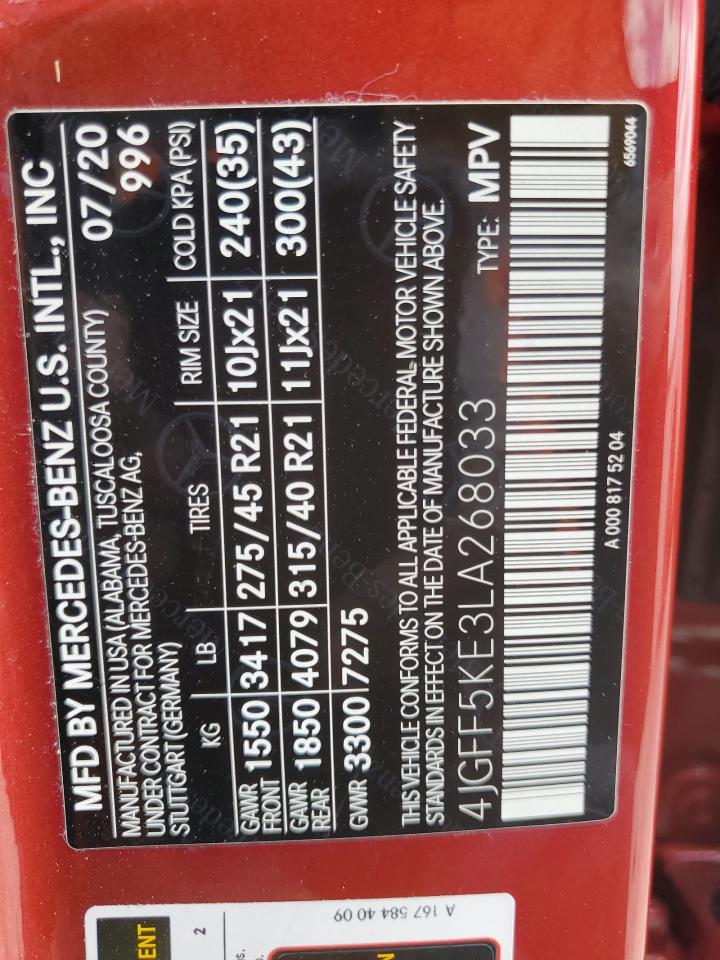 MFD BY MERCEDES-BENZ U.S. INTL., INC
MANUFACTURED IN USA (ALABAMA, TUSCALOOSA COUNTY) 07/20
UNDER CONTRACT FOR MERCEDES-BENZ AG, 996
STUTTGART (GERMANY)
KG LB TIRES RIM SIZE COLD KPA (PSI)
GAWR FRONT 1550 3417 275/45 R21 10Jx21 240(35)
GAWR REAR 1850 4079 315/40 R21 11Jx21 300(43)
GWR 3300 7275
THIS VEHICLE CONFORMS TO ALL APPLICABLE FEDERAL MOTOR VEHICLE SAFETY
STANDARDS IN EFFECT ON THE DATE OF MANUFACTURE SHOWN ABOVE.
4JGFF5KE3LA268033 TYPE: MPV
A 000 817 52 04 6569044
A 167 584 40 09
ENT
2
N